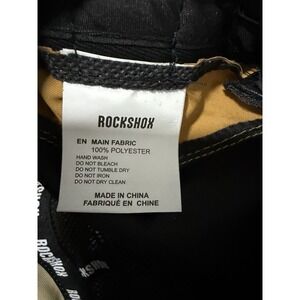 ROCKSHOX
EN MAIN FABRIC
100% POLYESTER
HAND WASH
DO NOT BLEACH
DO NOT TUMBLE DRY
DO NOT IRON
DO NOT DRY CLEAN
MADE IN CHINA
FABRIQUÉ EN CHINE
ROCKSHOX